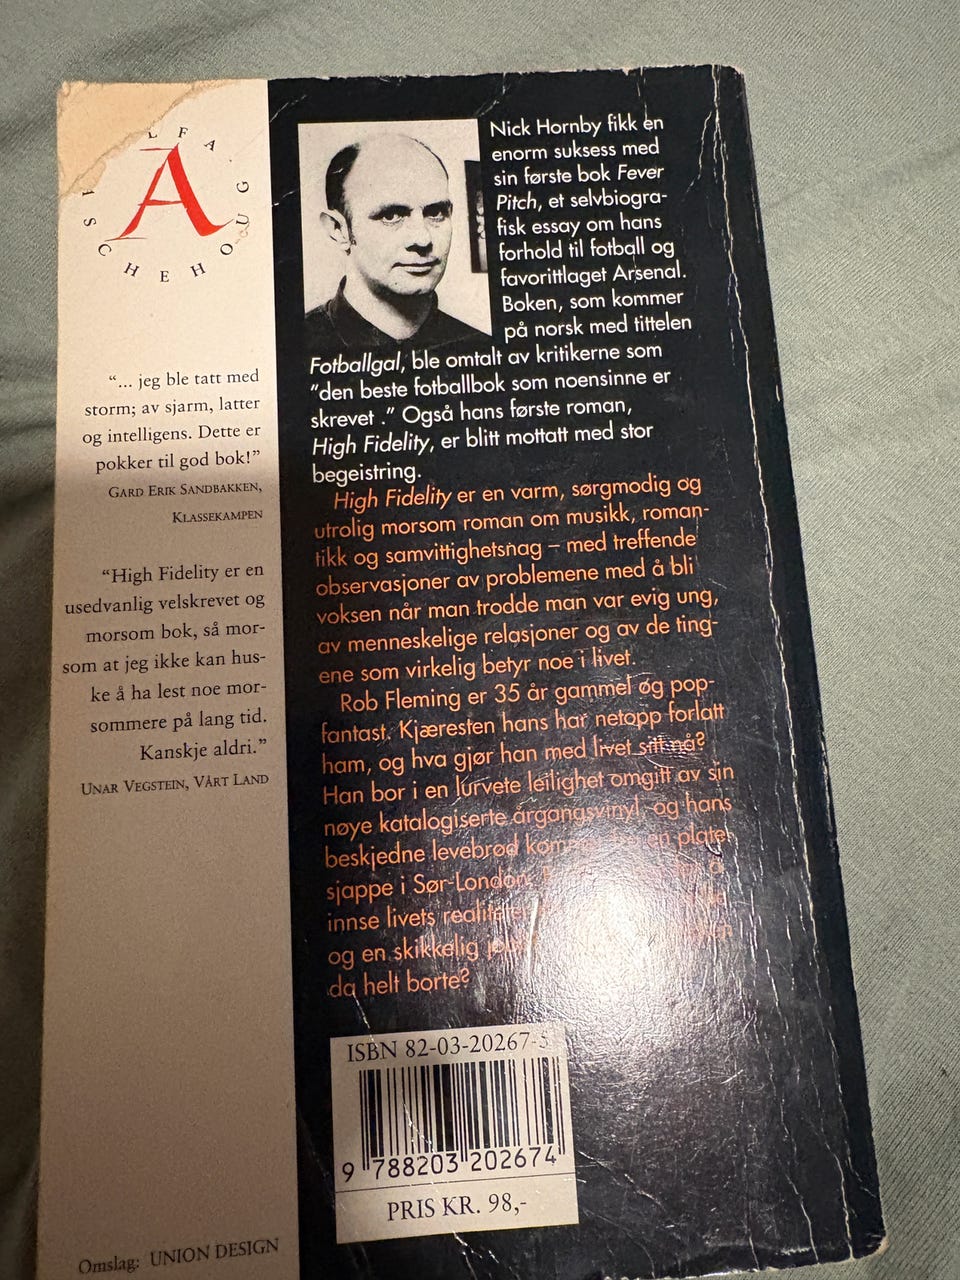 LFA
A
ASCHEHOUG
"... jeg ble tatt med
storm; av sjarm, latter
og intelligens. Dette er
pokker til god bok!"
GARD ERIK SANDBAKKEN,
KLASSEKAMPEN
"High Fidelity er en
usedvanlig velskrevet og
morsom bok, så mor-
som at jeg ikke kan hus-
ke å ha lest noe mor-
sommere på lang tid.
Kanskje aldri."
UNAR VEGSTEIN, VÅRT LAND
Omslag: UNION DESIGN
Nick Hornby fikk en
enorm suksess med
sin første bok Fever
Pitch, et selvbiogra-
fisk essay om hans
forhold til fotball og
favorittlaget Arsenal.
Boken, som kommer
på norsk med tittelen
Fotballgal, ble omtalt av kritikerne som
"den beste fotballbok som noensinne er
skrevet ." Også hans første roman,
High Fidelity, er blitt mottatt med stor
begeistring.
High Fidelity er en varm, sørgmodig og
utrolig morsom roman om musikk, roman-
tikk og samvittighetsnag – med treffende
observasjoner av problemene med å bli
voksen når man trodde man var evig ung,
av menneskelige relasjoner og av de ting-
ene som virkelig betyr noe i livet.
Rob Fleming er 35 år gammel og pop-
fantast. Kjæresten hans har netopp forlatt
ham, og hva gjør han med livet sitt nå?
Han bor i en lurvete leilighet omgitt av sin
nøye katalogiserte årgangsvinyl, og hans
beskjedne levebrød en plate-
sjappe i Sør-London.
innse livets
og en skikkelig
da helt borte?
ISBN 82-03-20267-5
9 788203 202674
PRIS KR. 98,-